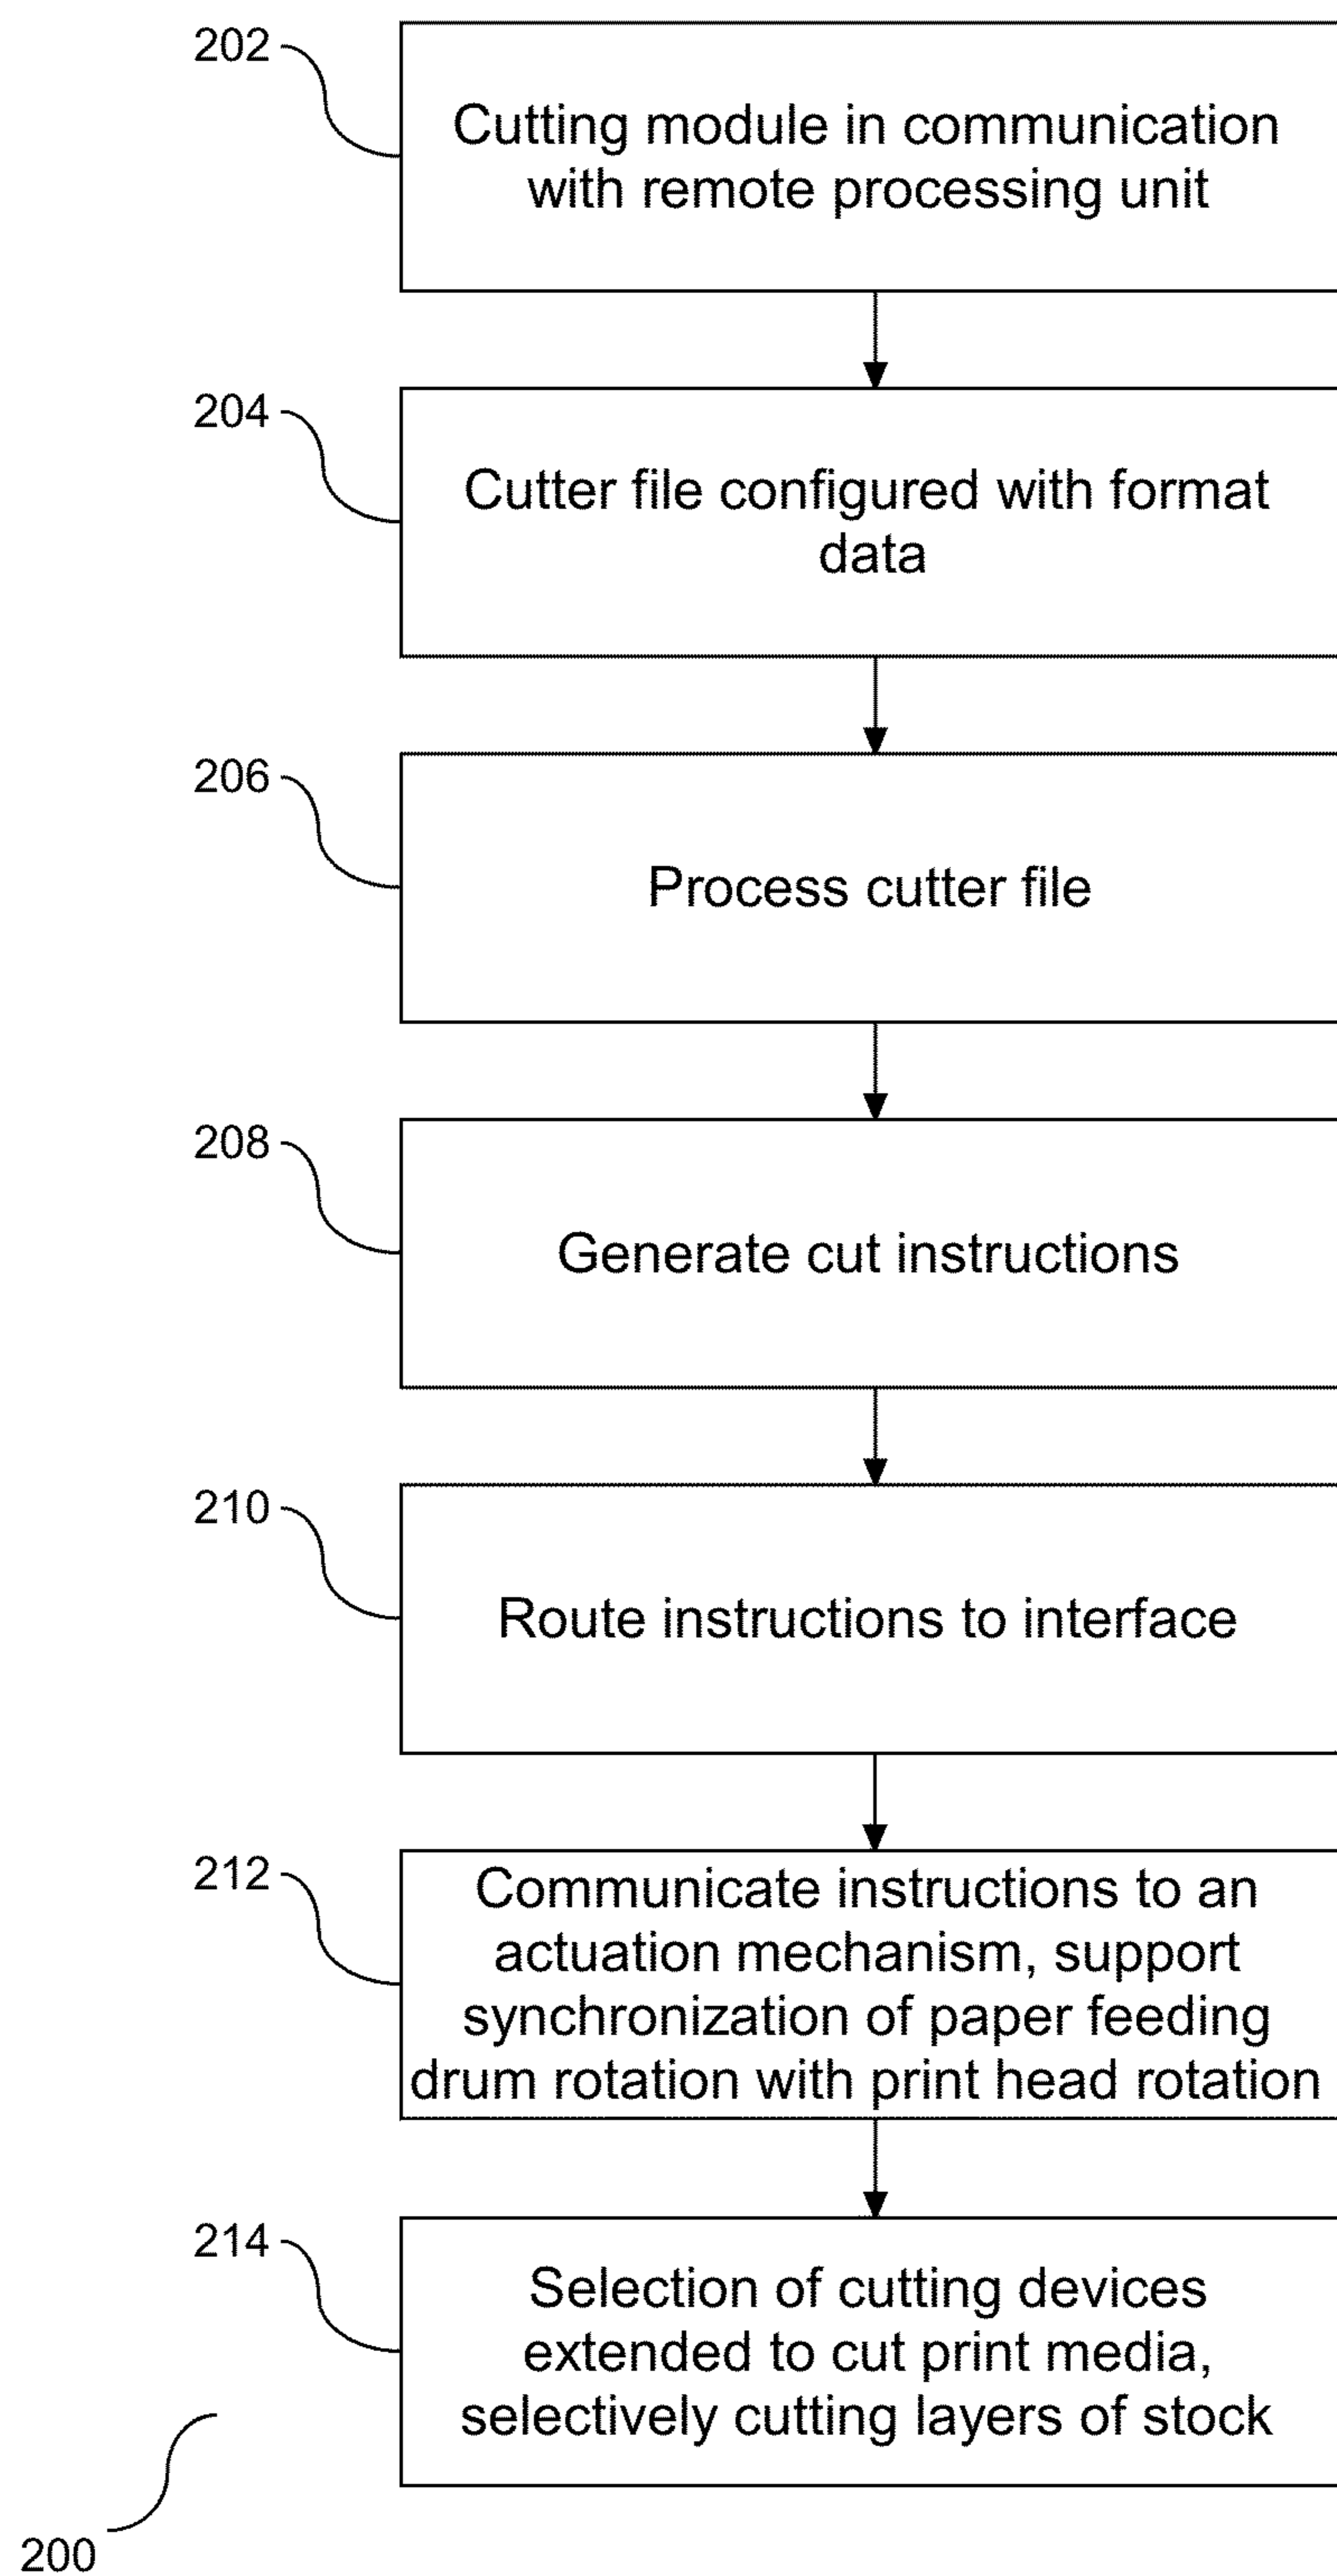 202
Cutting module in communication
with remote processing unit
204
Cutter file configured with format
data
206
Process cutter file
208
Generate cut instructions
210
Route instructions to interface
212
Communicate instructions to an
actuation mechanism, support
synchronization of paper feeding
drum rotation with print head rotation
214
Selection of cutting devices
extended to cut print media,
selectively cutting layers of stock
200